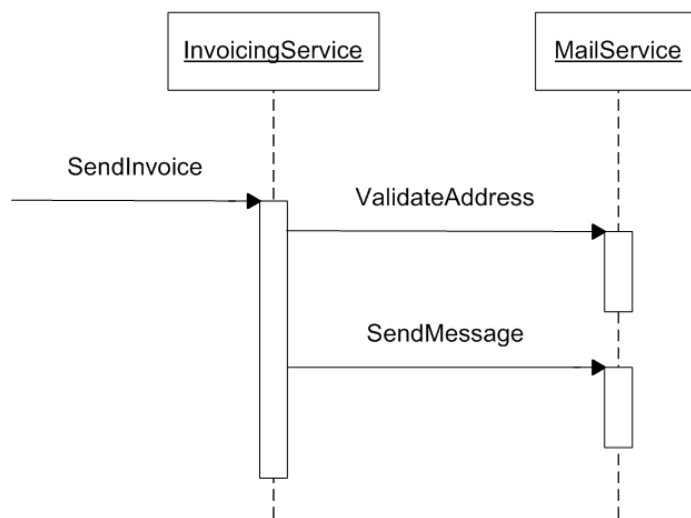 InvoicingService
MailService
SendInvoice
ValidateAddress
SendMessage